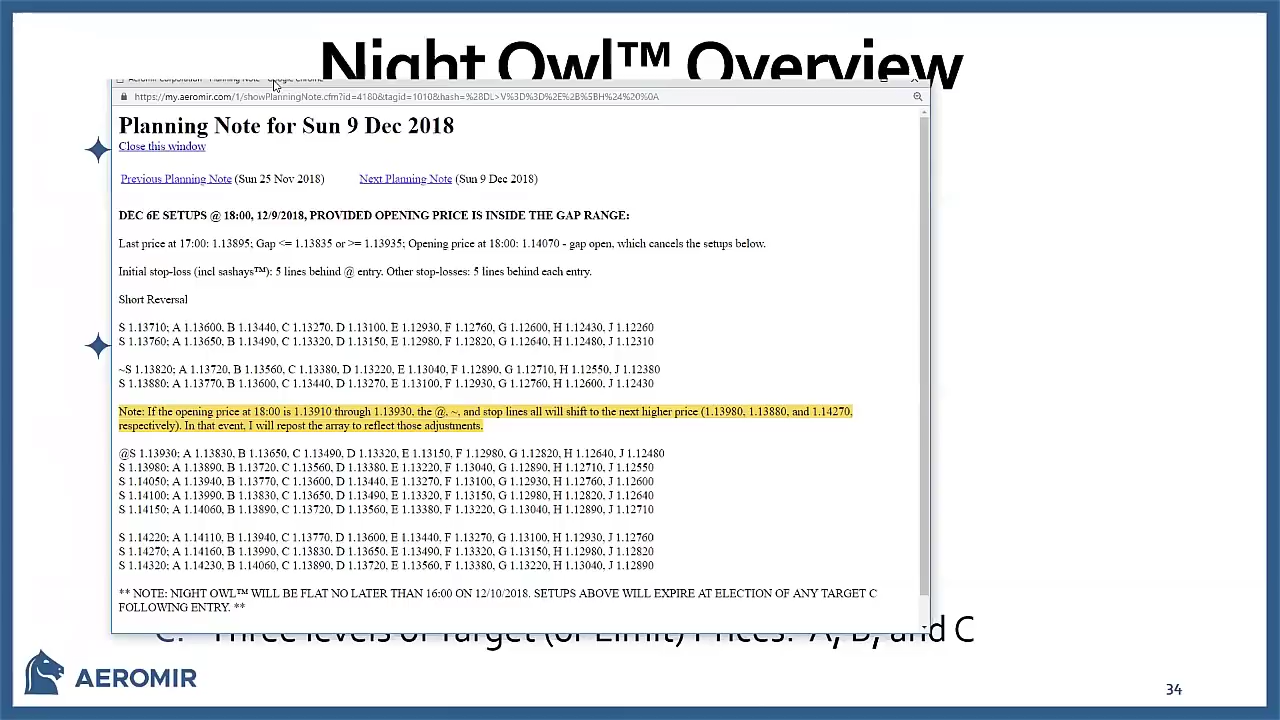 Night Owl™ Overview
Aeromir Corporation - Planning Note - Google Chrome
https://my.aeromir.com/1/showPlanningNote.cfm?id=4180&tagid=1010&hash=%28DL>V%3D%3D%2E%2B%5BH%24%20%0A
Planning Note for Sun 9 Dec 2018
Close this window
Previous Planning Note (Sun 25 Nov 2018) Next Planning Note (Sun 9 Dec 2018)
DEC 6E SETUPS @ 18:00, 12/9/2018, PROVIDED OPENING PRICE IS INSIDE THE GAP RANGE:
Last price at 17:00: 1.13895; Gap <= 1.13835 or >= 1.13935; Opening price at 18:00: 1.14070 - gap open, which cancels the setups below.
Initial stop-loss (incl sashays™): 5 lines behind @ entry. Other stop-losses: 5 lines behind each entry.
Short Reversal
S 1.13710; A 1.13600, B 1.13440, C 1.13270, D 1.13100, E 1.12930, F 1.12760, G 1.12600, H 1.12430, J 1.12260
S 1.13760; A 1.13650, B 1.13490, C 1.13320, D 1.13150, E 1.12980, F 1.12820, G 1.12640, H 1.12480, J 1.12310
~S 1.13820; A 1.13720, B 1.13560, C 1.13380, D 1.13220, E 1.13040, F 1.12890, G 1.12710, H 1.12550, J 1.12380
S 1.13880; A 1.13770, B 1.13600, C 1.13440, D 1.13270, E 1.13100, F 1.12930, G 1.12760, H 1.12600, J 1.12430
Note: If the opening price at 18:00 is 1.13910 through 1.13930, the @, ~, and stop lines all will shift to the next higher price (1.13980, 1.13880, and 1.14270,
respectively). In that event, I will repost the array to reflect those adjustments.
@S 1.13930; A 1.13830, B 1.13650, C 1.13490, D 1.13320, E 1.13150, F 1.12980, G 1.12820, H 1.12640, J 1.12480
S 1.13980; A 1.13890, B 1.13720, C 1.13560, D 1.13380, E 1.13220, F 1.13040, G 1.12890, H 1.12710, J 1.12550
S 1.14050; A 1.13940, B 1.13770, C 1.13600, D 1.13440, E 1.13270, F 1.13100, G 1.12930, H 1.12760, J 1.12600
S 1.14100; A 1.13990, B 1.13830, C 1.13650, D 1.13490, E 1.13320, F 1.13150, G 1.12980, H 1.12820, J 1.12640
S 1.14150; A 1.14060, B 1.13890, C 1.13720, D 1.13560, E 1.13380, F 1.13220, G 1.13040, H 1.12890, J 1.12710
S 1.14220; A 1.14110, B 1.13940, C 1.13770, D 1.13600, E 1.13440, F 1.13270, G 1.13100, H 1.12930, J 1.12760
S 1.14270; A 1.14160, B 1.13990, C 1.13830, D 1.13650, E 1.13490, F 1.13320, G 1.13150, H 1.12980, J 1.12820
S 1.14320; A 1.14230, B 1.14060, C 1.13890, D 1.13720, E 1.13560, F 1.13380, G 1.13220, H 1.13040, J 1.12890
** NOTE: NIGHT OWL™ WILL BE FLAT NO LATER THAN 16:00 ON 12/10/2018. SETUPS ABOVE WILL EXPIRE AT ELECTION OF ANY TARGET C
FOLLOWING ENTRY. **
C. Three levels of Target (or Limit) Prices: A, B, and C
AEROMIR
34